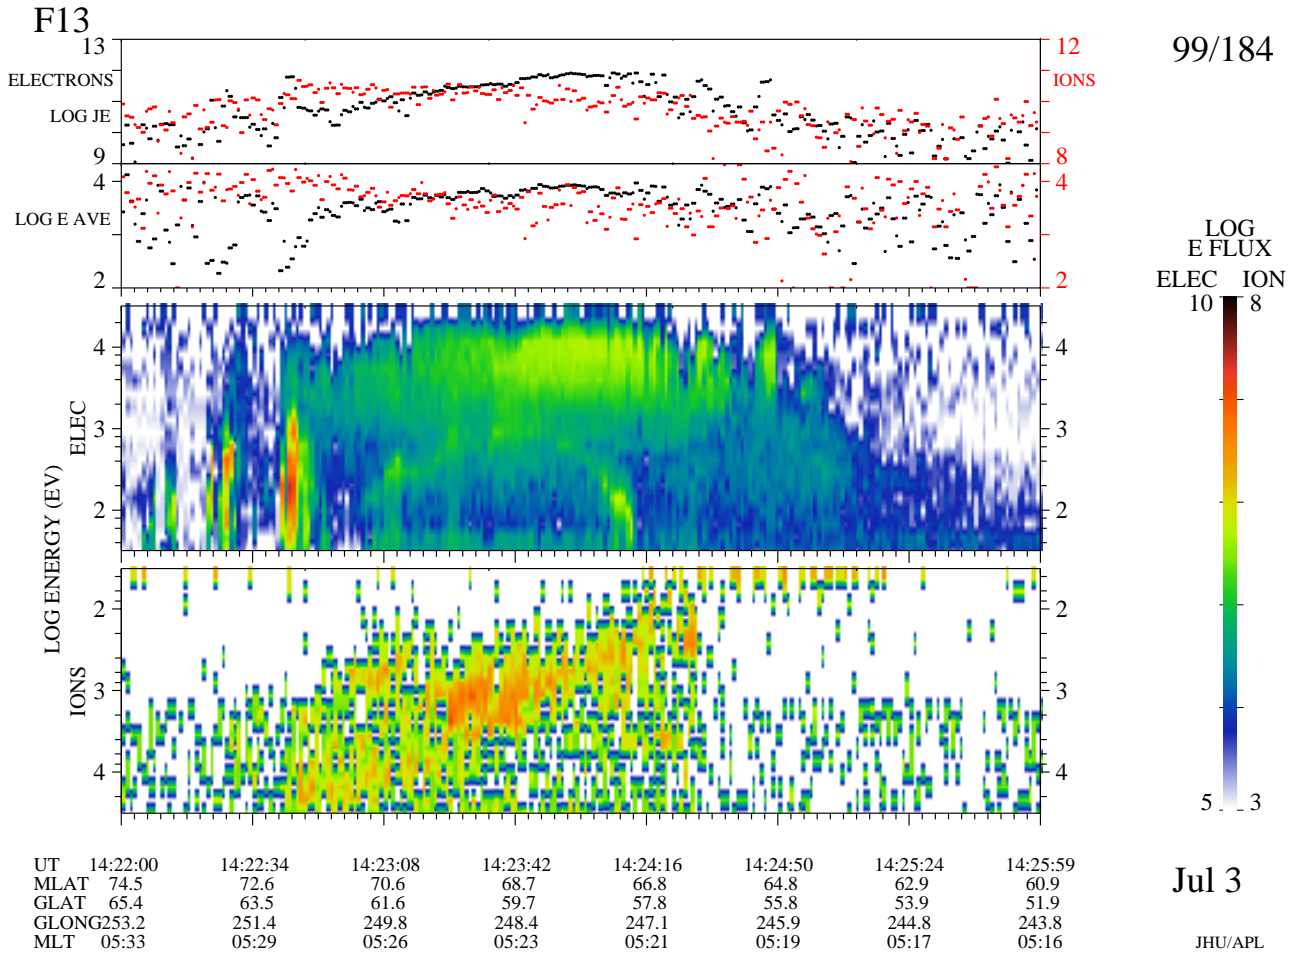 F13
99/184
13
12
ELECTRONS
IONS
LOG JE
9
8
4
4
LOG E AVE
2
2
LOG
E FLUX
ELEC ION
10 8
4
4
3
3
2
2
ELEC
LOG ENERGY (EV)
2
2
3
3
4
4
IONS
5 3
UT 14:22:00 14:22:34 14:23:08 14:23:42 14:24:16 14:24:50 14:25:24 14:25:59
MLAT 74.5 72.6 70.6 68.7 66.8 64.8 62.9 60.9
GLAT 65.4 63.5 61.6 59.7 57.8 55.8 53.9 51.9
GLONG 253.2 251.4 249.8 248.4 247.1 245.9 244.8 243.8
MLT 05:33 05:29 05:26 05:23 05:21 05:19 05:17 05:16
Jul 3
JHU/APL